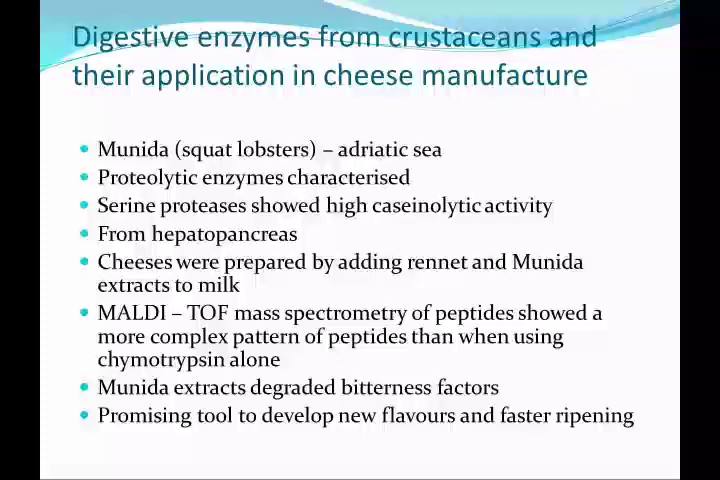 Digestive enzymes from crustaceans and
their application in cheese manufacture
Munida (squat lobsters) – adriatic sea
Proteolytic enzymes characterised
Serine proteases showed high caseinolytic activity
From hepatopancreas
Cheeses were prepared by adding rennet and Munida
extracts to milk
MALDI – TOF mass spectrometry of peptides showed a
more complex pattern of peptides than when using
chymotrypsin alone
Munida extracts degraded bitterness factors
Promising tool to develop new flavours and faster ripening